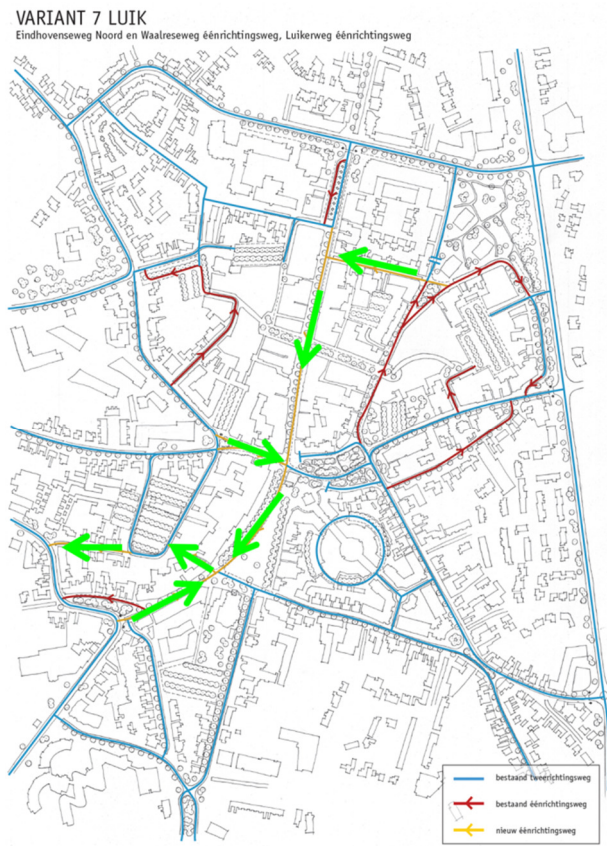 VARIANT 7 LUIK
Eindhovenseweg Noord en Waalreseweg éénrichtingsweg, Luikerweg éénrichtingsweg
bestaand tweerichtingsweg
bestaand éénrichtingsweg
nieuw éénrichtingsweg